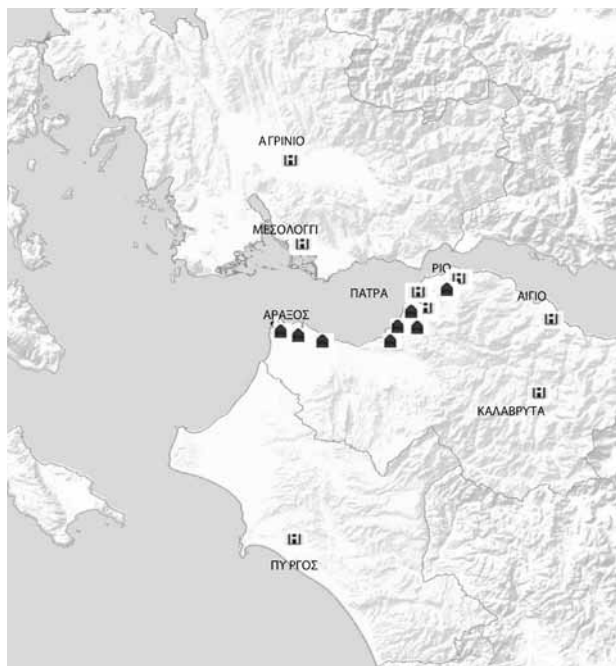 ΑΓΡΙΝΙΟ
H
ΜΕΣΟΛΟΓΓΙ
H
ΡΙΟ
H
ΠΑΤΡΑ
H
ΑΙΓΙΟ
H
H
ΑΡΑΞΟΣ
H
ΚΑΛΑΒΡΥΤΑ
H
ΠΥΡΓΟΣ